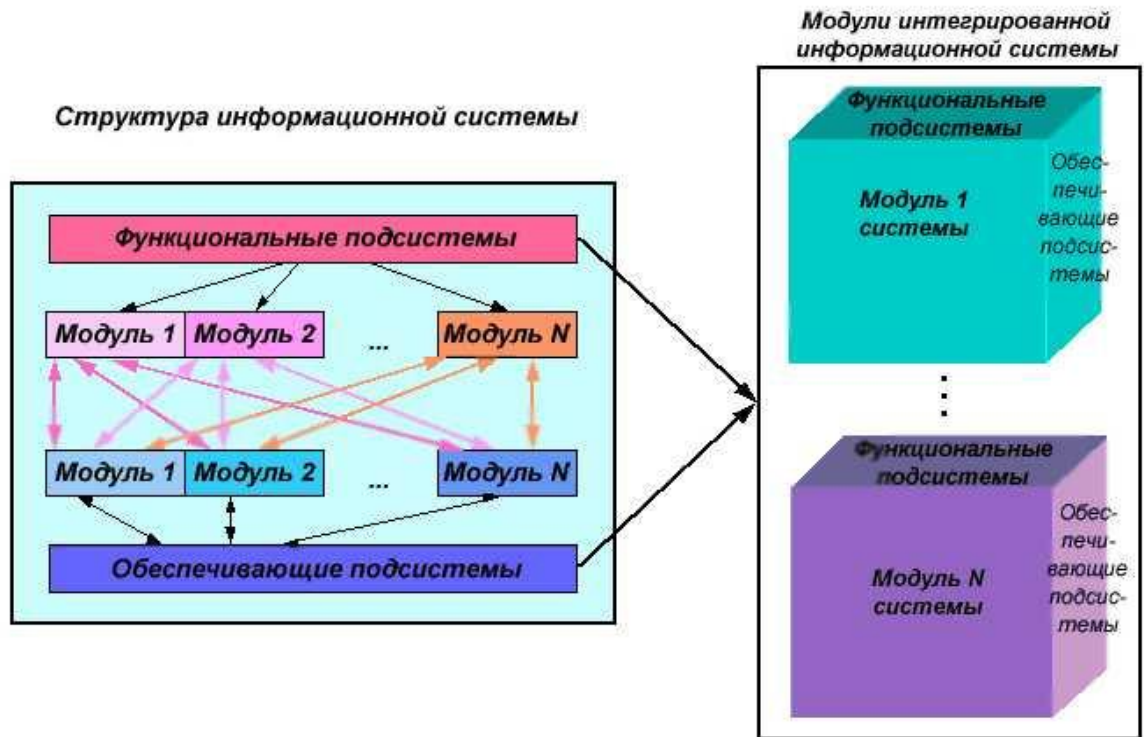 Структура информационной системы
Функциональные подсистемы
Модуль 1 Модуль 2 ... Модуль N
Модуль 1 Модуль 2 ... Модуль N
Обеспечивающие подсистемы
Модули интегрированной
информационной системы
Функциональные
подсистемы
Модуль 1
системы
Обес-
печи-
вающие
подсис-
темы
Функциональные
подсистемы
Модуль N
системы
Обес-
печи-
вающие
подсис-
темы